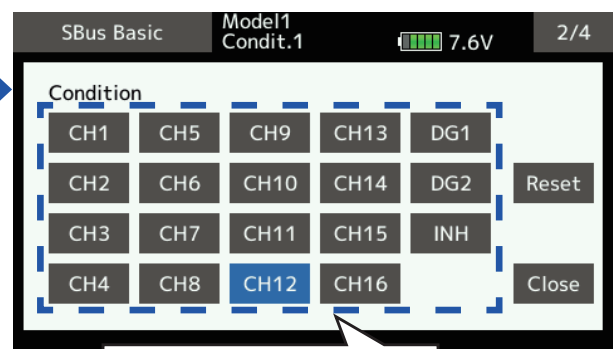 SBus Basic
Model1
Condit.1
7.6V
2/4
Condition
CH1 CH5 CH9 CH13 DG1
CH2 CH6 CH10 CH14 DG2 Reset
CH3 CH7 CH11 CH15 INH
CH4 CH8 CH12 CH16 Close